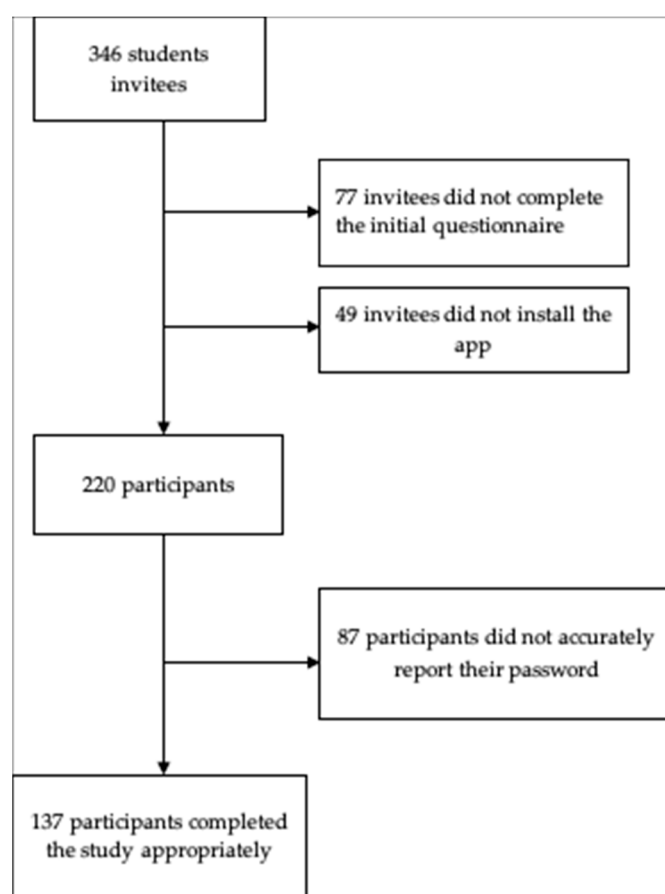 346 students
invitees
77 invitees did not complete
the initial questionnaire
49 invitees did not install the
app
220 participants
87 participants did not accurately
report their password
137 participants completed
the study appropriately